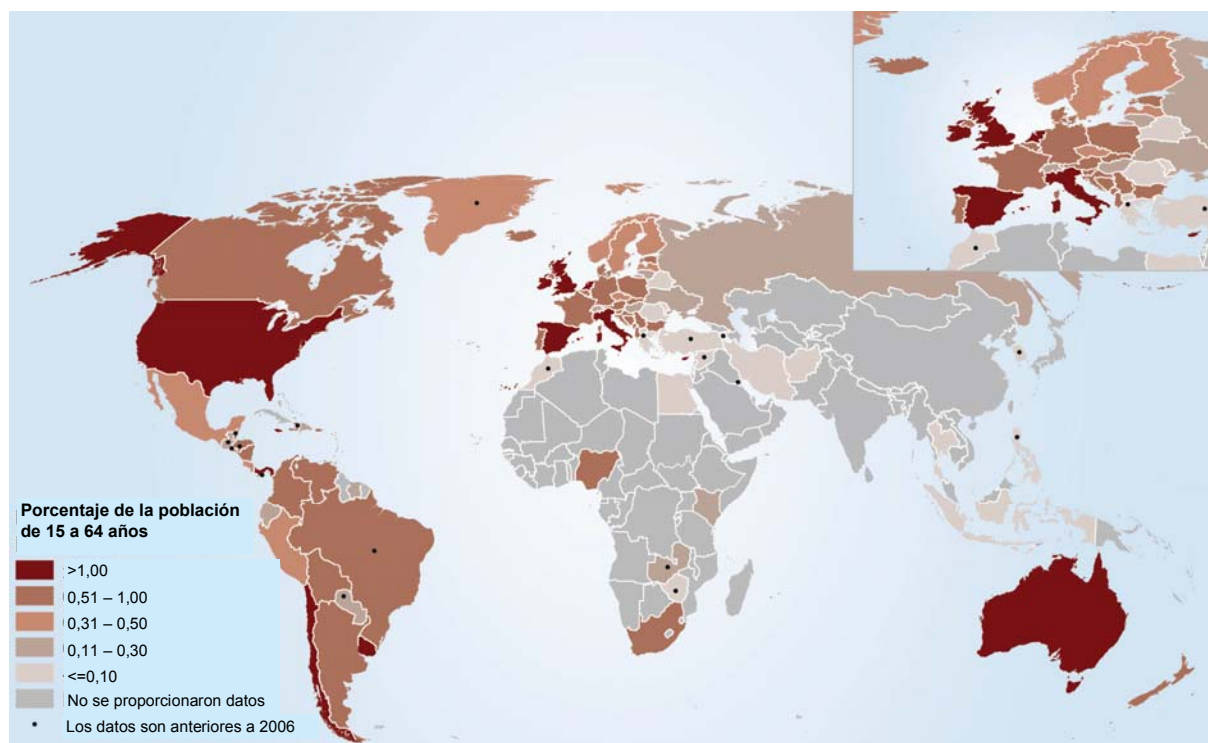 Porcentaje de la población
de 15 a 64 años
>1,00
0,51 – 1,00
0,31 – 0,50
0,11 – 0,30
<=0,10
No se proporcionaron datos
Los datos son anteriores a 2006